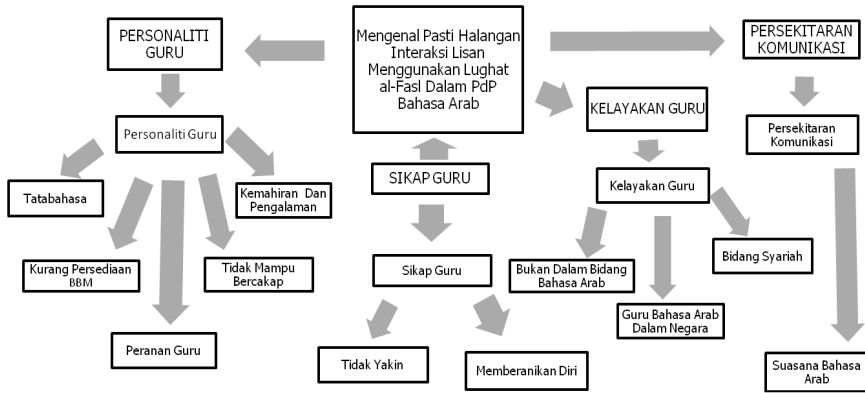 PERSONALITI
GURU
Mengenal Pasti Halangan
Interaksi Lisan
Menggunakan Lughat
al-Fasl Dalam PdP
Bahasa Arab
PERSEKITARAN
KOMUNIKASI
KELAYAKAN GURU
Personaliti Guru
Persekitaran
Komunikasi
SIKAP GURU
Kelayakan Guru
Tatabahasa
Kemahiran Dan
Pengalaman
Kurang Persediaan
BBM
Tidak Mampu
Bercakap
Sikap Guru
Bukan Dalam Bidang
Bahasa Arab
Bidang Syariah
Guru Bahasa Arab
Dalam Negara
Peranan Guru
Tidak Yakin
Memberanikan Diri
Suasana Bahasa
Arab